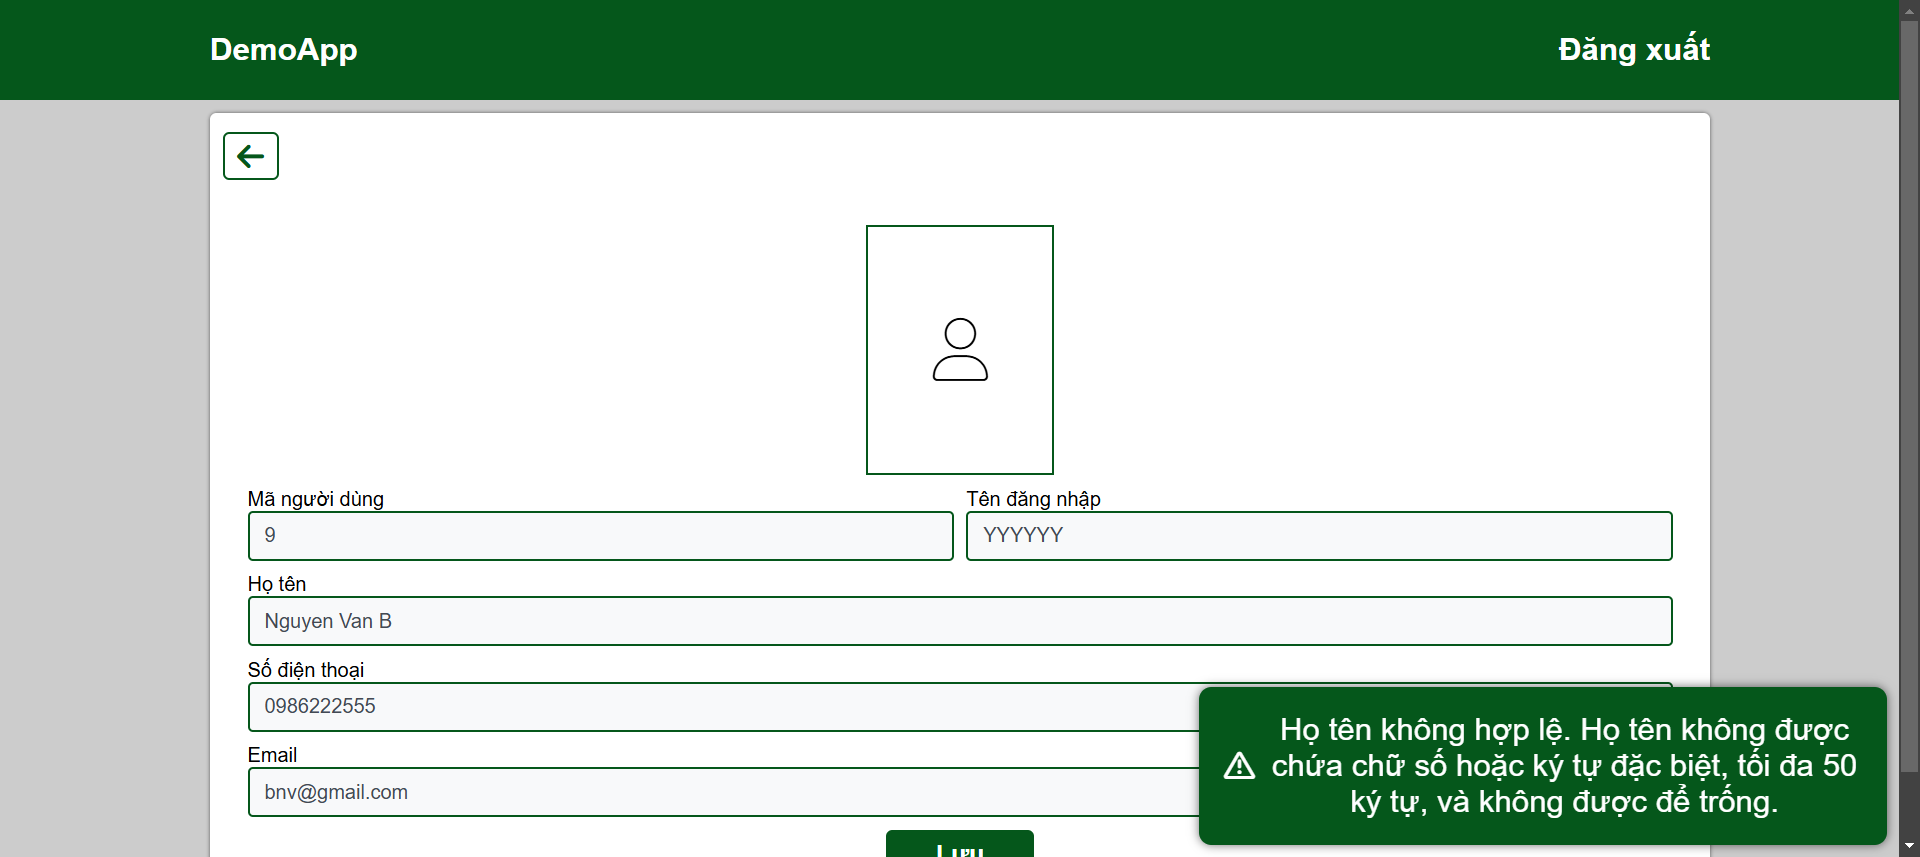 DemoApp
Đăng xuất
Mã người dùng
Tên đăng nhập
9
YYYYYY
Họ tên
Nguyen Van B
Số điện thoại
0986222555
Email
bnv@gmail.com
Họ tên không hợp lệ. Họ tên không được
chứa chữ số hoặc ký tự đặc biệt, tối đa 50
ký tự, và không được để trống.
Lưu